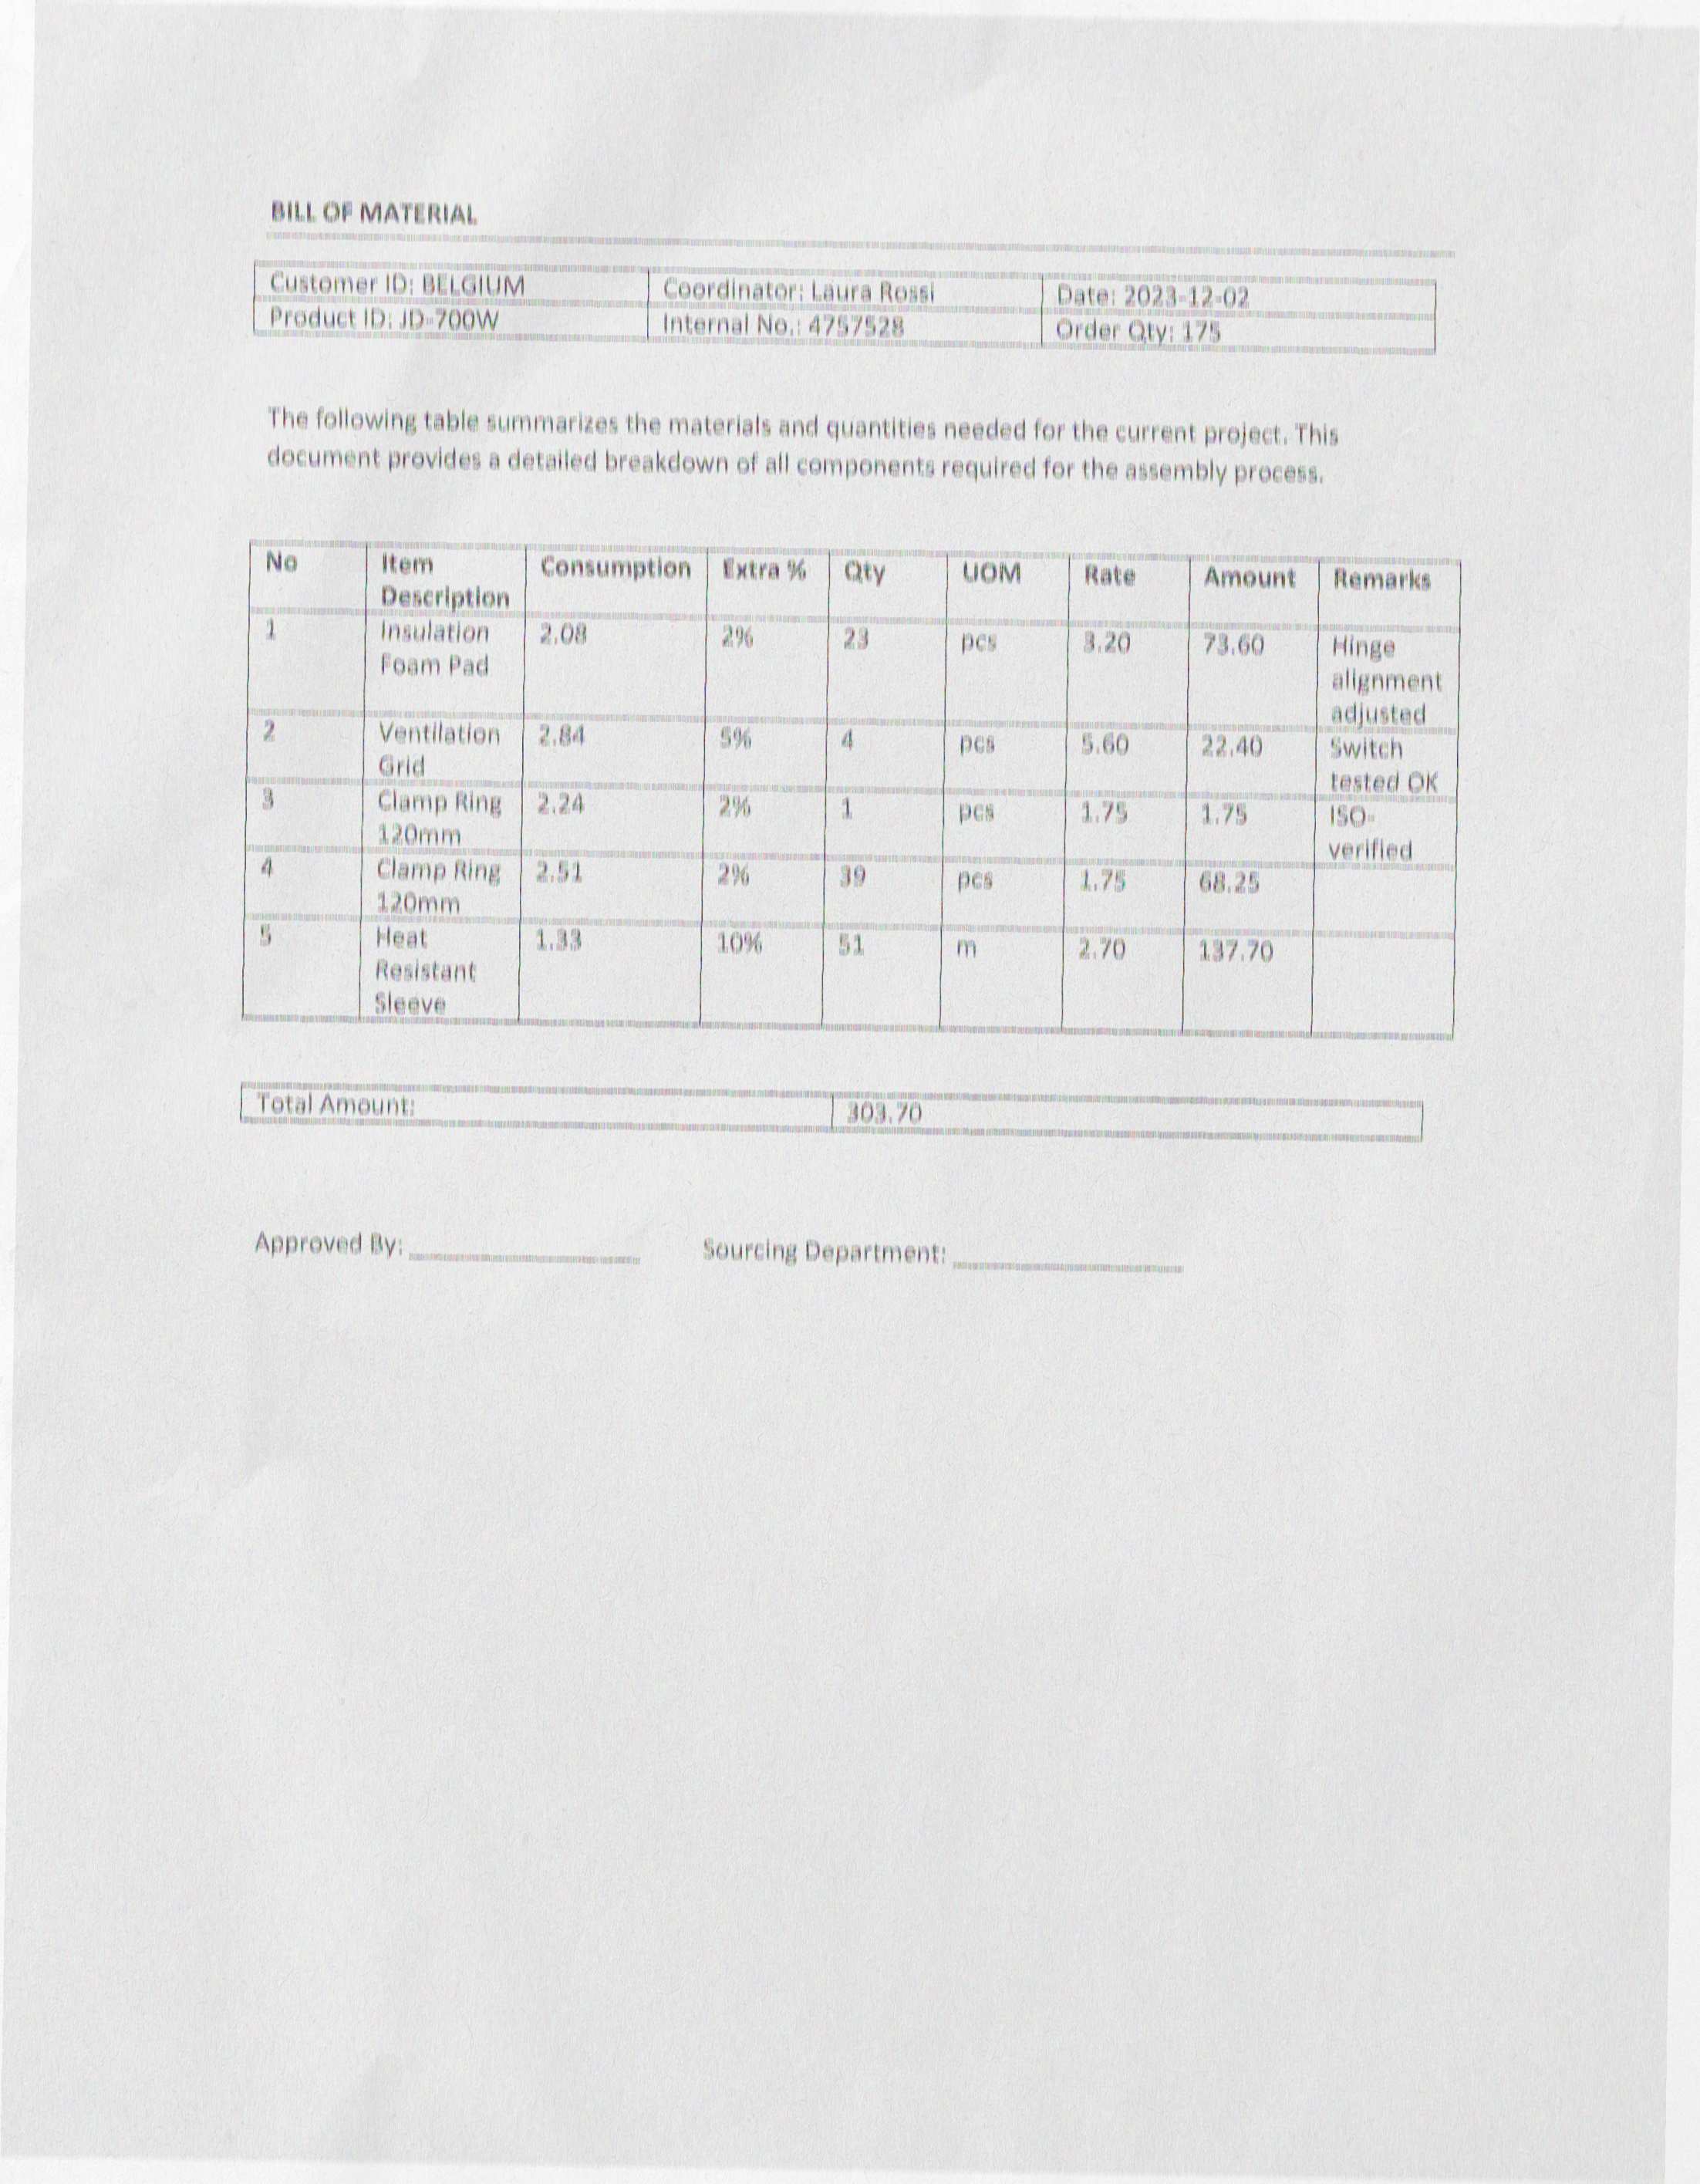 BILL OF MATERIAL
Customer ID: BELGIUM Coordinator: Laura Rossi Date: 2023-12-02
Product ID: JD-700W Internal No.: 4757528 Order Qty: 175
The following table summarizes the materials and quantities needed for the current project. This
document provides a detailed breakdown of all components required for the assembly process.
No Item Description Consumption Extra % Qty UOM Rate Amount Remarks
1 Insulation Foam Pad 2.08 2% 23 pcs 3.20 73.60 Hinge alignment adjusted
2 Ventilation Grid 2.84 5% 4 pcs 5.60 22.40 Switch tested OK
3 Clamp Ring 120mm 2.24 2% 1 pcs 1.75 1.75 ISO-verified
4 Clamp Ring 120mm 2.51 2% 39 pcs 1.75 68.25
5 Heat Resistant Sleeve 1.33 10% 51 m 2.70 137.70
Total Amount: 303.70
Approved By: ____________________ Sourcing Department: ____________________